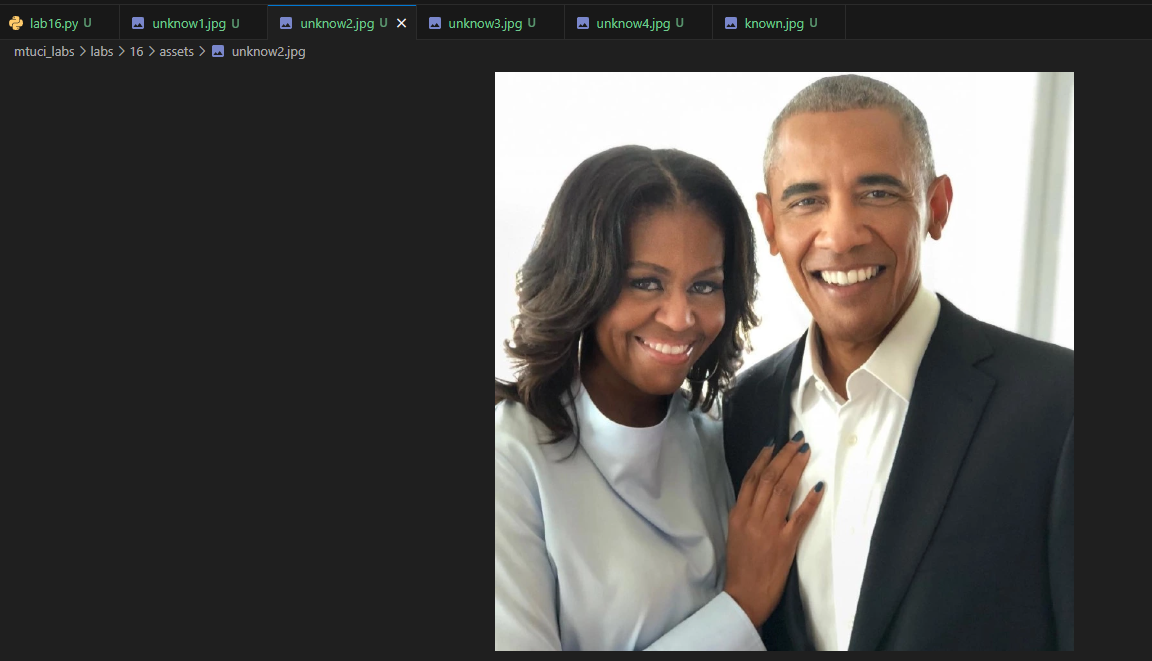 lab16.py U unknow1.jpg U unknow2.jpg U unknow3.jpg U unknow4.jpg U known.jpg U
mtuci_labs > labs > 16 > assets > unknow2.jpg